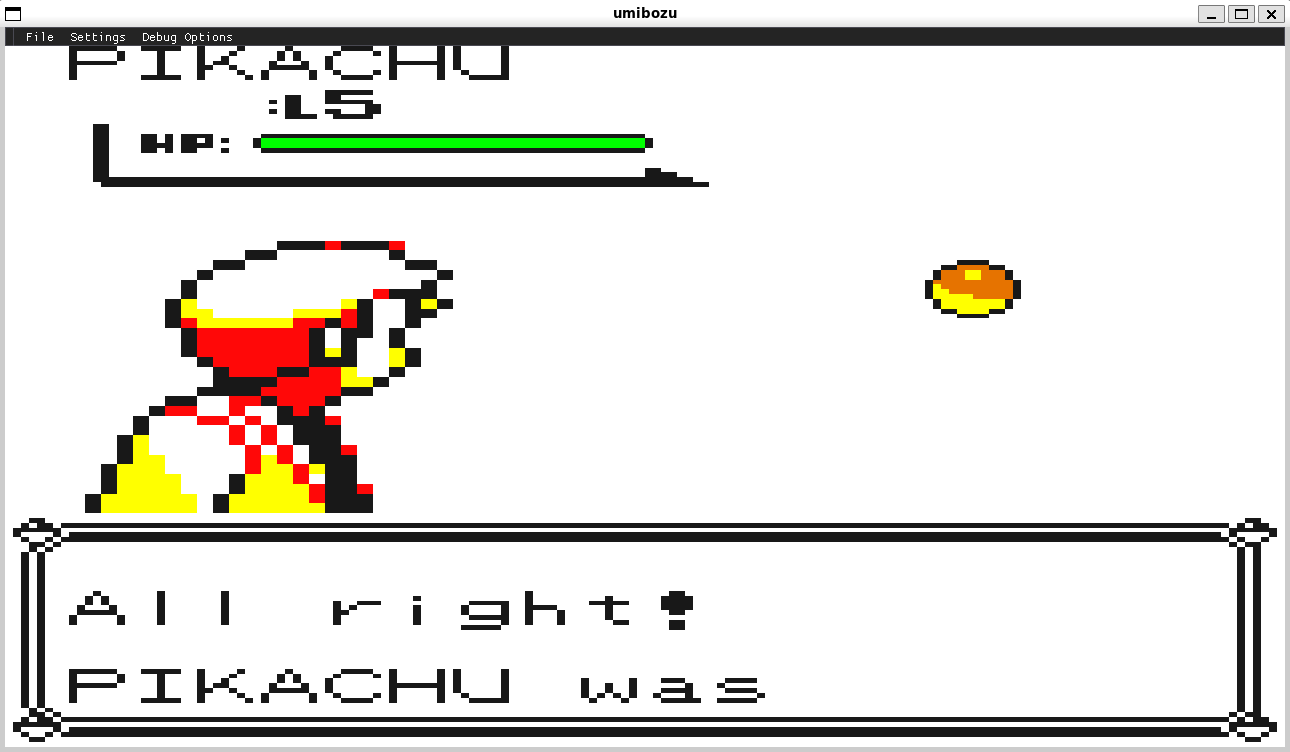 umibozu
File Settings Debug Options
PIKACHU
:L5
HP:
All right!
PIKACHU was